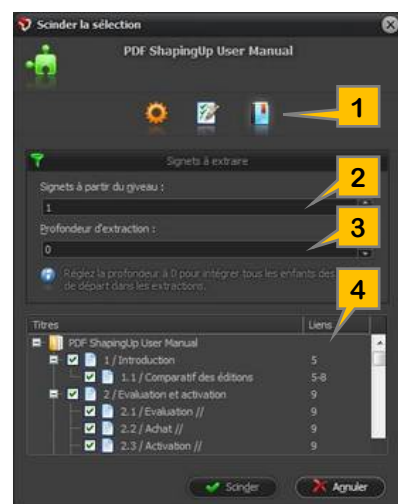 Scinder la sélection
PDF ShapingUp User Manual
1
Signets à extraire
2
Signets à partir du niveau :
1
3
Profondeur d'extraction :
0
Réglez la profondeur à 0 pour intégrer tous les enfants des
de départ dans les extractions.
4
Titres Liens
PDF ShapingUp User Manual
1 / Introduction 5
1.1 / Comparatif des éditions 5-8
2 / Evaluation et activation 9
2.1 / Evaluation // 9
2.2 / Achat // 9
2.3 / Activation // 9
Scinder Annuler